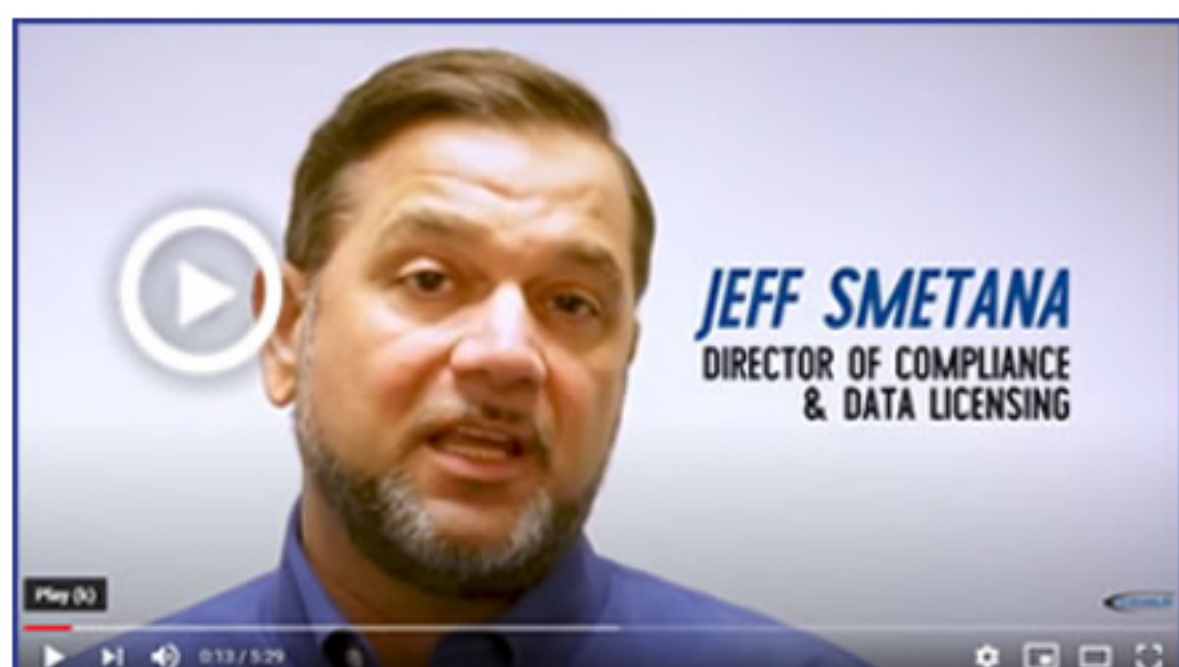 JEFF SMETANA
DIRECTOR OF COMPLIANCE
& DATA LICENSING
Play (k)
0:13 / 5:29